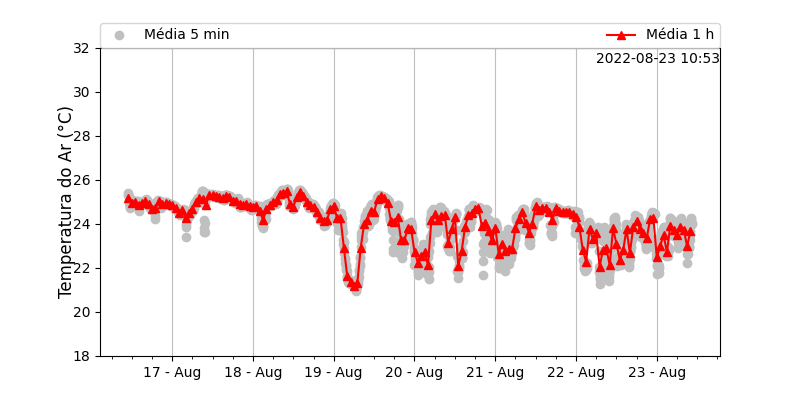 Média 5 min
Média 1 h
2022-08-23 10:53
Temperatura do Ar (°C)
32
30
28
26
24
22
20
18
17 - Aug
18 - Aug
19 - Aug
20 - Aug
21 - Aug
22 - Aug
23 - Aug